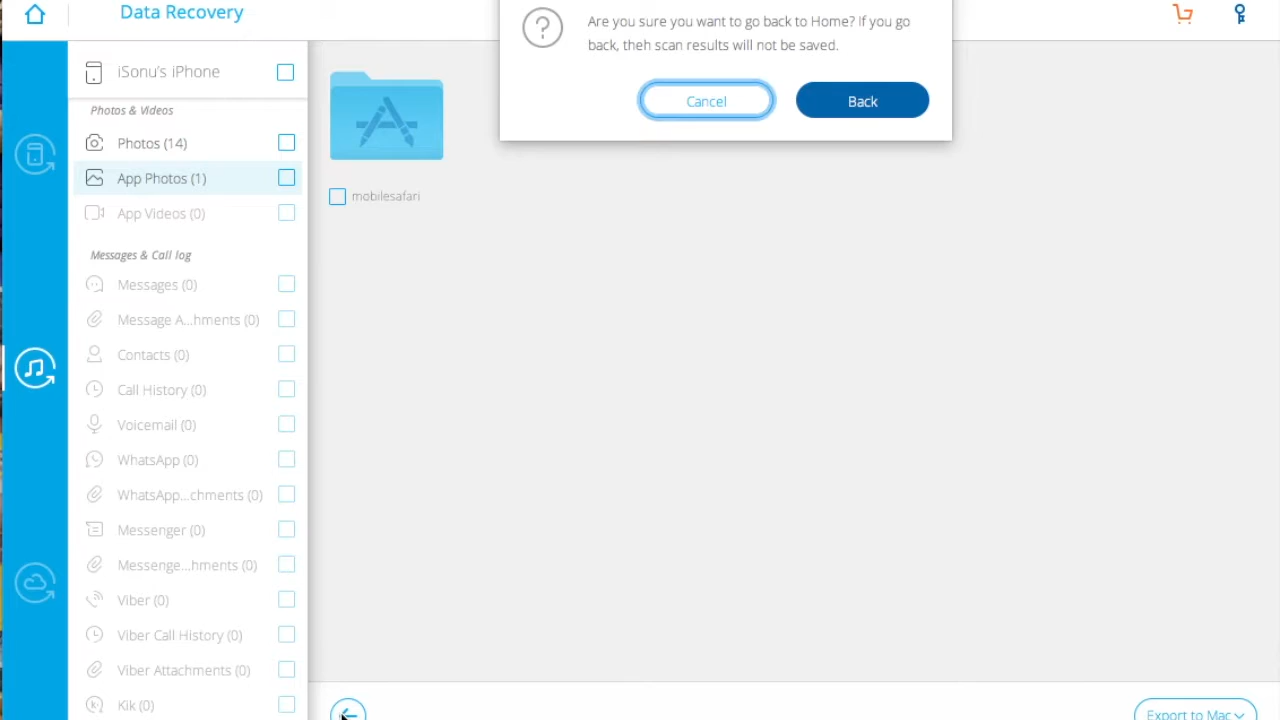 Data Recovery
Are you sure you want to go back to Home? If you go
back, theh scan results will not be saved.
Cancel
Back
iSonu's iPhone
Photos & Videos
Photos (14)
App Photos (1)
App Videos (0)
Messages & Call log
Messages (0)
Message A...hments (0)
Contacts (0)
Call History (0)
Voicemail (0)
WhatsApp (0)
WhatsApp...chments (0)
Messenger (0)
Messenge...hments (0)
Viber (0)
Viber Call History (0)
Viber Attachments (0)
Kik (0)
mobilesafari
Export to Mac